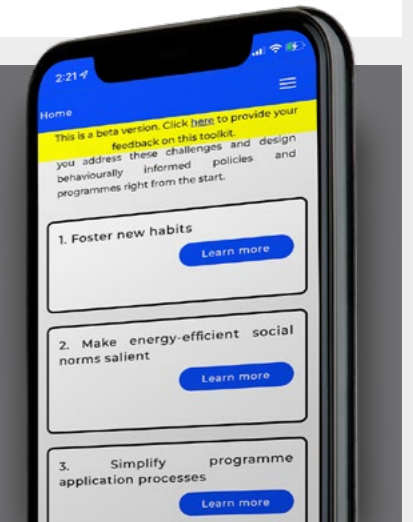 2:21
Home
This is a beta version. Click here to provide your
feedback on this toolkit.
you address these challenges and design
behaviourally informed policies and
programmes right from the start.
1. Foster new habits
Learn more
2. Make energy-efficient social
norms salient
Learn more
3. Simplify programme
application processes
Learn more